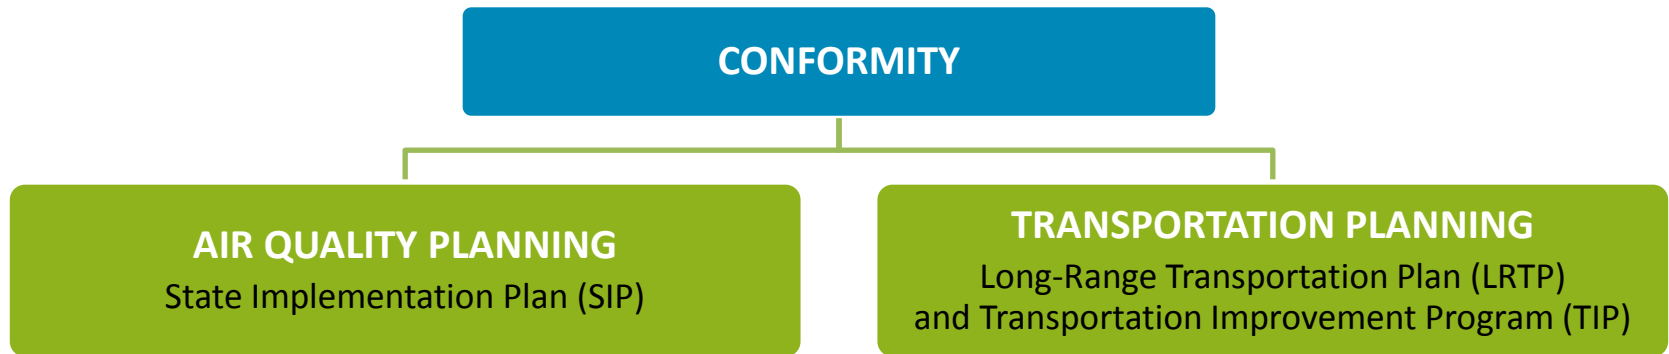 CONFORMITY
AIR QUALITY PLANNING
State Implementation Plan (SIP)
TRANSPORTATION PLANNING
Long-Range Transportation Plan (LRTP)
and Transportation Improvement Program (TIP)